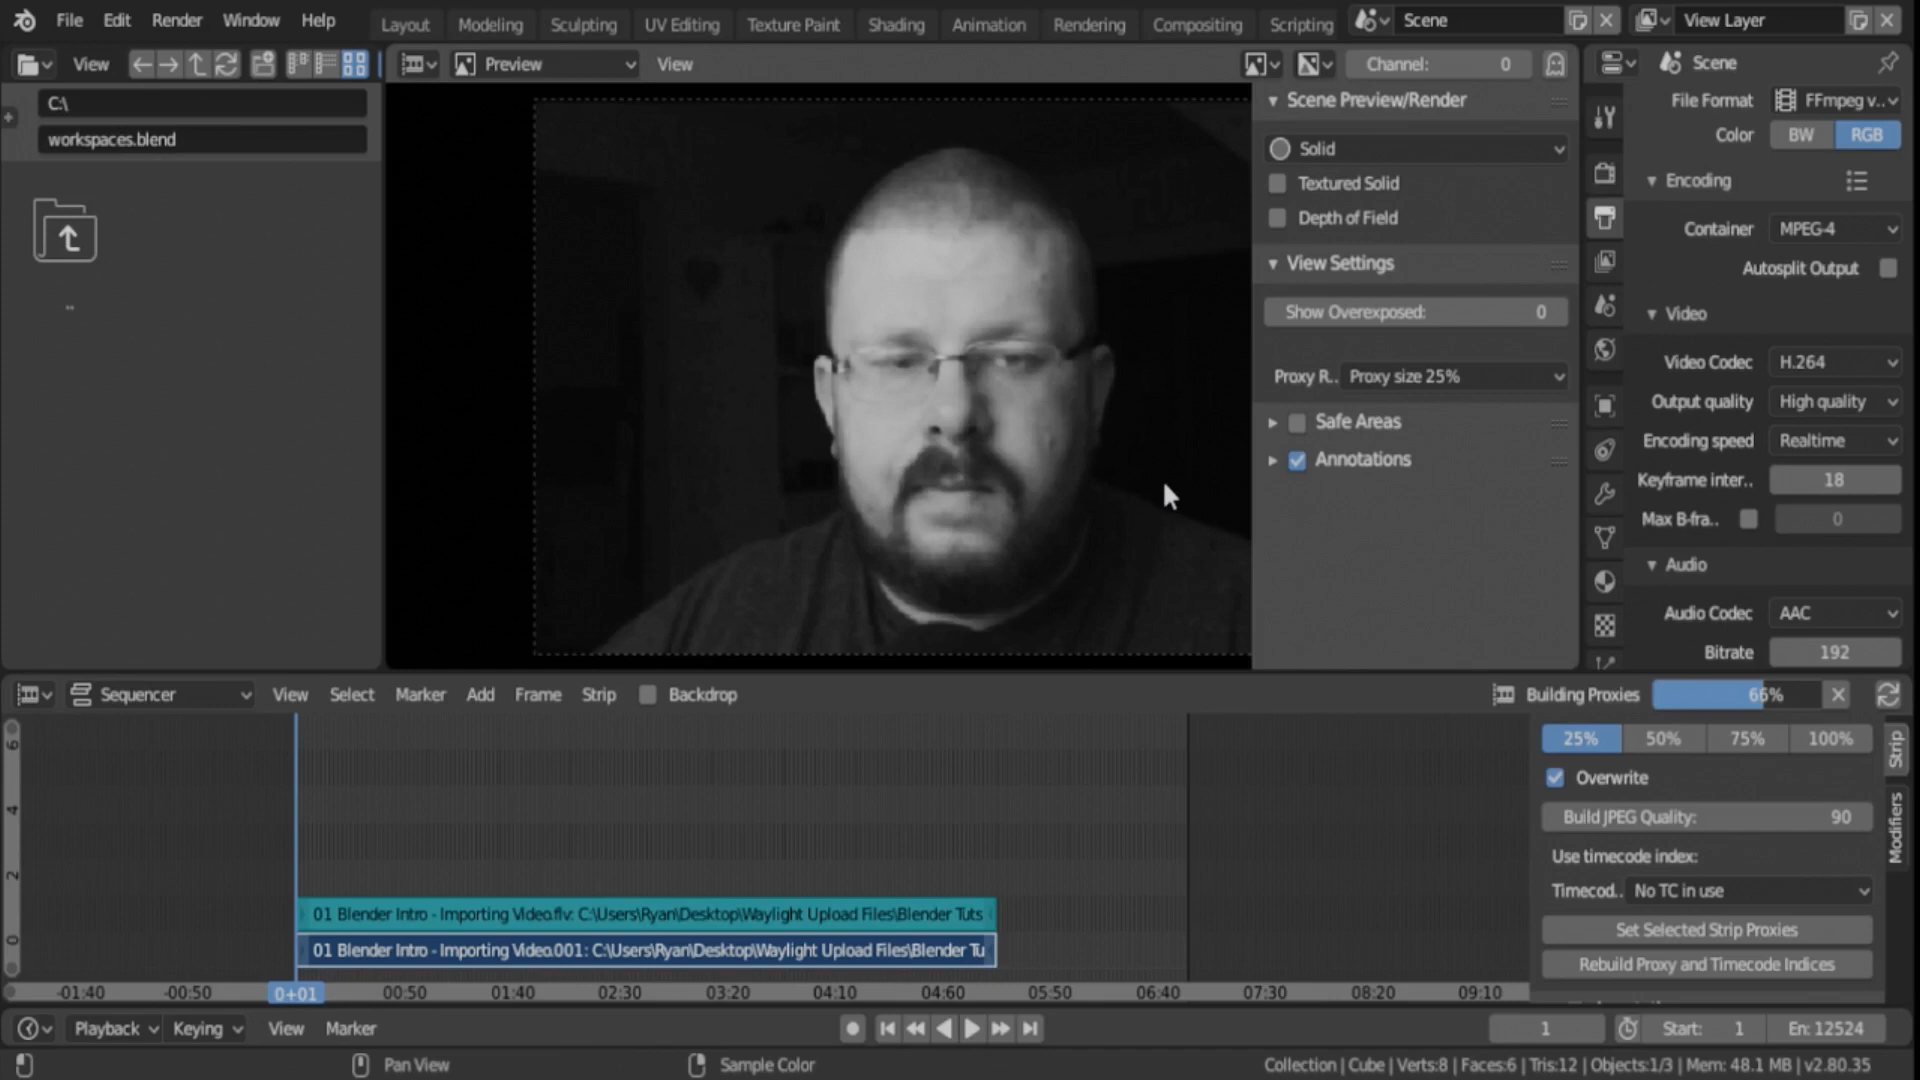 File Edit Render Window Help Layout Modeling Sculpting UV Editing Texture Paint Shading Animation Rendering Compositing Scripting Scene View Layer
View Preview View Channel: 0 Scene
C:\
workspaces.blend
..
Scene Preview/Render
Solid
Textured Solid
Depth of Field
View Settings
Show Overexposed: 0
Proxy R.. Proxy size 25%
Safe Areas
Annotations
File Format FFmpeg v..
Color BW RGB
Encoding
Container MPEG-4
Autosplit Output
Video
Video Codec H.264
Output quality High quality
Encoding speed Realtime
Keyframe inter.. 18
Max B-fra.. 0
Audio
Audio Codec AAC
Bitrate 192
Sequencer View Select Marker Add Frame Strip Backdrop Building Proxies 66%
6
4
2
0
01 Blender Intro - Importing Video.flv: C:\Users\Ryan\Desktop\Waylight Upload Files\Blender Tuts
01 Blender Intro - Importing Video.001: C:\Users\Ryan\Desktop\Waylight Upload Files\Blender Tu
-01:40 -00:50 0+01 00:50 01:40 02:30 03:20 04:10 04:60 05:50 06:40 07:30 08:20 09:10
25% 50% 75% 100%
Overwrite
Build JPEG Quality: 90
Use timecode index:
Timecod.. No TC in use
Set Selected Strip Proxies
Rebuild Proxy and Timecode Indices
Strip
Modifiers
Playback Keying View Marker 1 Start: 1 En: 12524
Pan View Sample Color Collection | Cube | Verts:8 | Faces:6 | Tris:12 | Objects:1/3 | Mem: 48.1 MB | v2.80.35